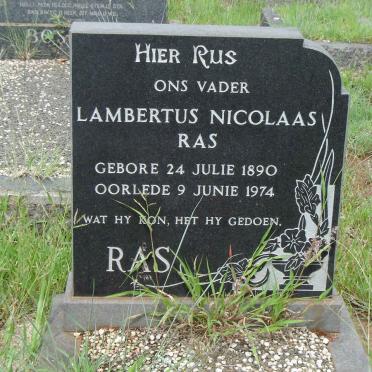 Hier Rus
ONS VADER
LAMBERTUS NICOLAAS
RAS
GEBORE 24 JULIE 1890
OORLEDE 9 JUNIE 1974
WAT HY KON, HET HY GEDOEN.
RAS